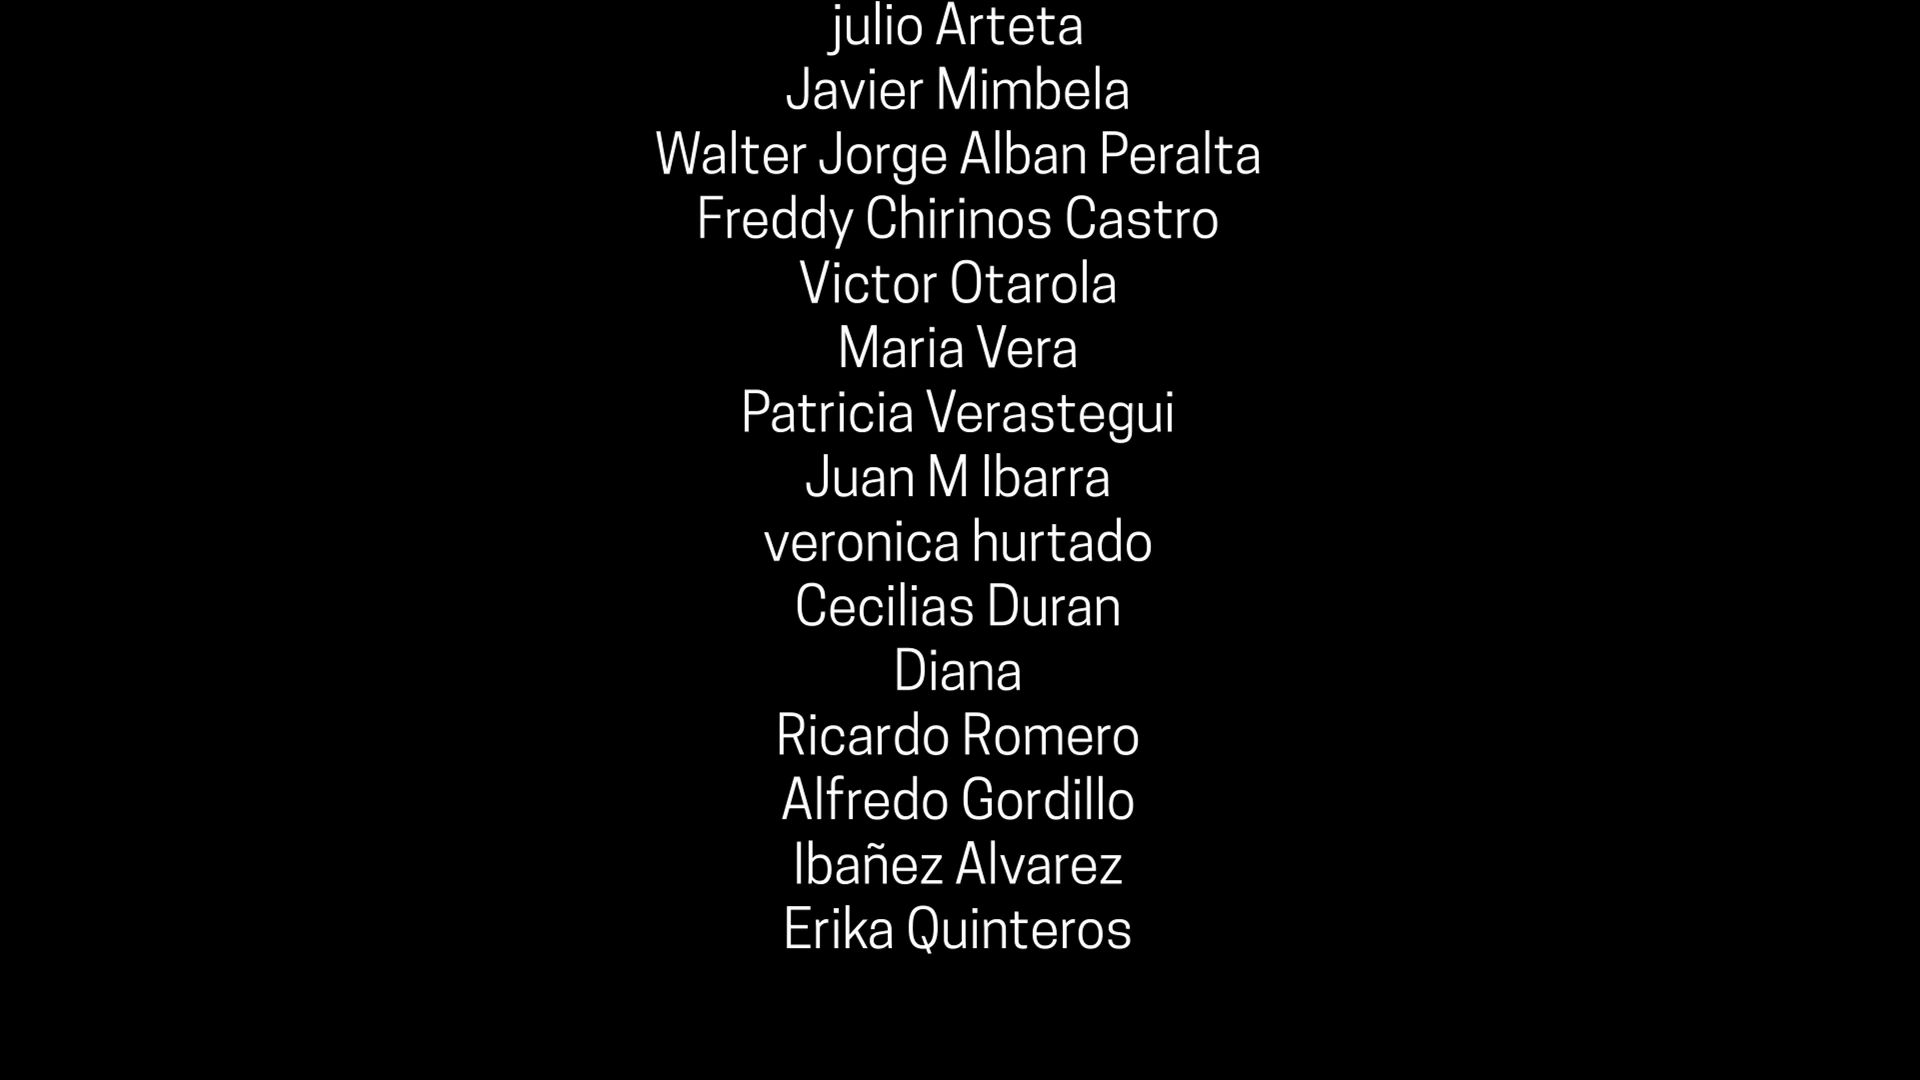 julio Arteta
Javier Mimbela
Walter Jorge Alban Peralta
Freddy Chirinos Castro
Victor Otarola
Maria Vera
Patricia Verastegui
Juan M Ibarra
veronica hurtado
Cecilias Duran
Diana
Ricardo Romero
Alfredo Gordillo
Ibañez Alvarez
Erika Quinteros